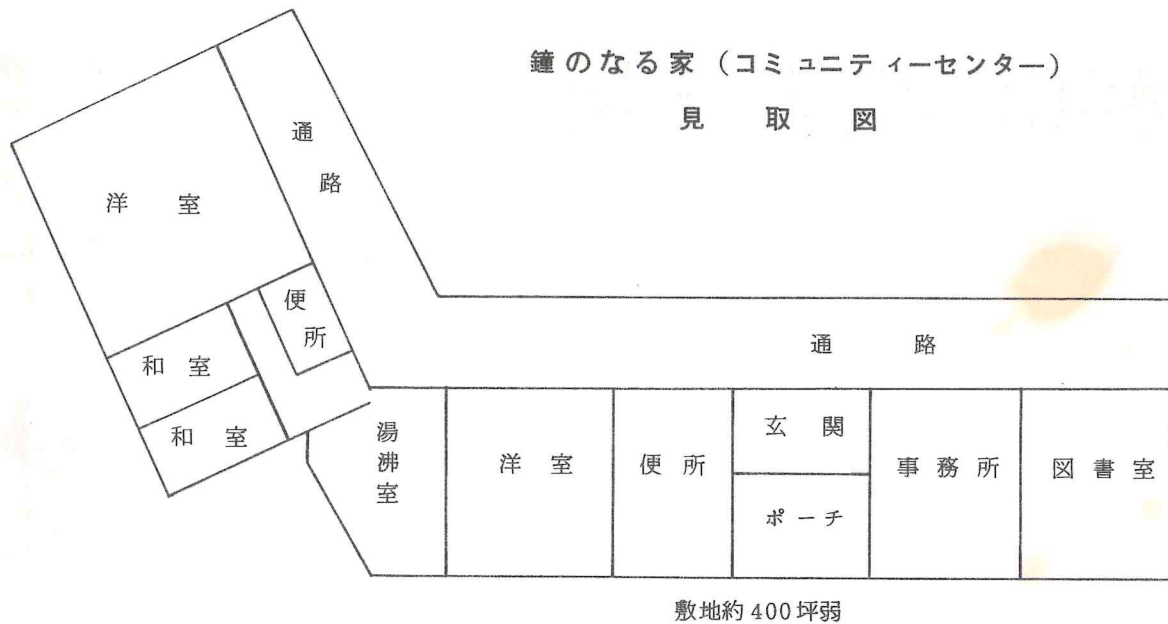 鐘のなる家（コミュニティーセンター）
見取図
通路
洋室
便所
和室
和室
通路
湯沸室
洋室
便所
玄関
ポーチ
事務所
図書室
敷地約400坪弱